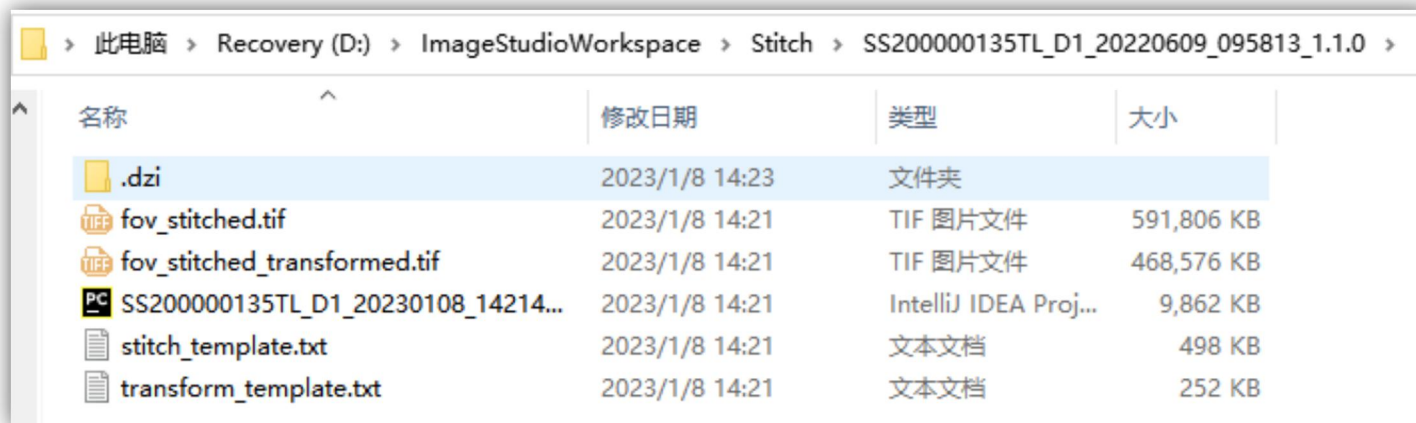 此电脑 > Recovery (D:) > ImageStudioWorkspace > Stitch > SS200000135TL_D1_20220609_095813_1.1.0 >
名称 修改日期 类型 大小
.dzi 2023/1/8 14:23 文件夹
TIFF fov_stitched.tif 2023/1/8 14:21 TIF 图片文件 591,806 KB
TIFF fov_stitched_transformed.tif 2023/1/8 14:21 TIF 图片文件 468,576 KB
PC SS200000135TL_D1_20230108_14214... 2023/1/8 14:21 IntelliJ IDEA Proj... 9,862 KB
stitch_template.txt 2023/1/8 14:21 文本文档 498 KB
transform_template.txt 2023/1/8 14:21 文本文档 252 KB